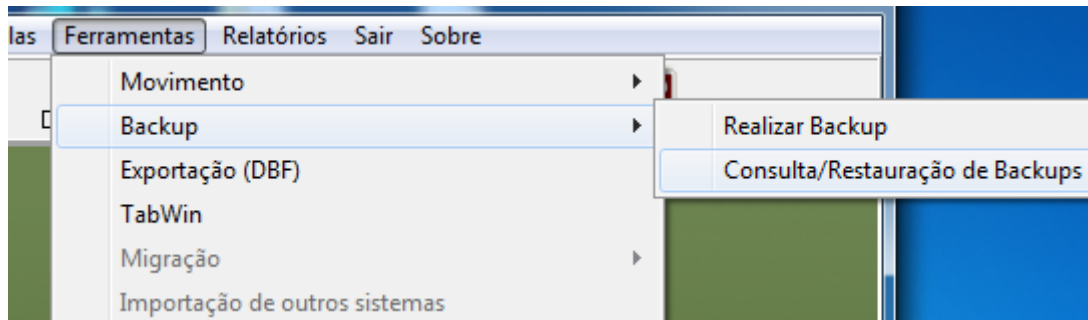 las Ferramentas Relatórios Sair Sobre
Movimento
Backup
Realizar Backup
Exportação (DBF)
Consulta/Restauração de Backups
TabWin
Migração
Importação de outros sistemas